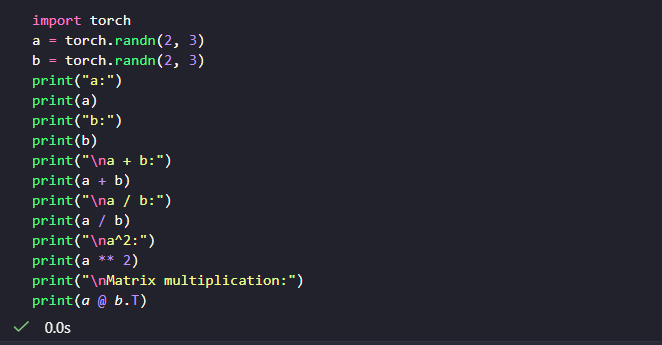 import torch
a = torch.randn(2, 3)
b = torch.randn(2, 3)
print("a:")
print(a)
print("b:")
print(b)
print("\na + b:")
print(a + b)
print("\na / b:")
print(a / b)
print("\na^2:")
print(a ** 2)
print("\nMatrix multiplication:")
print(a @ b.T)
0.0s